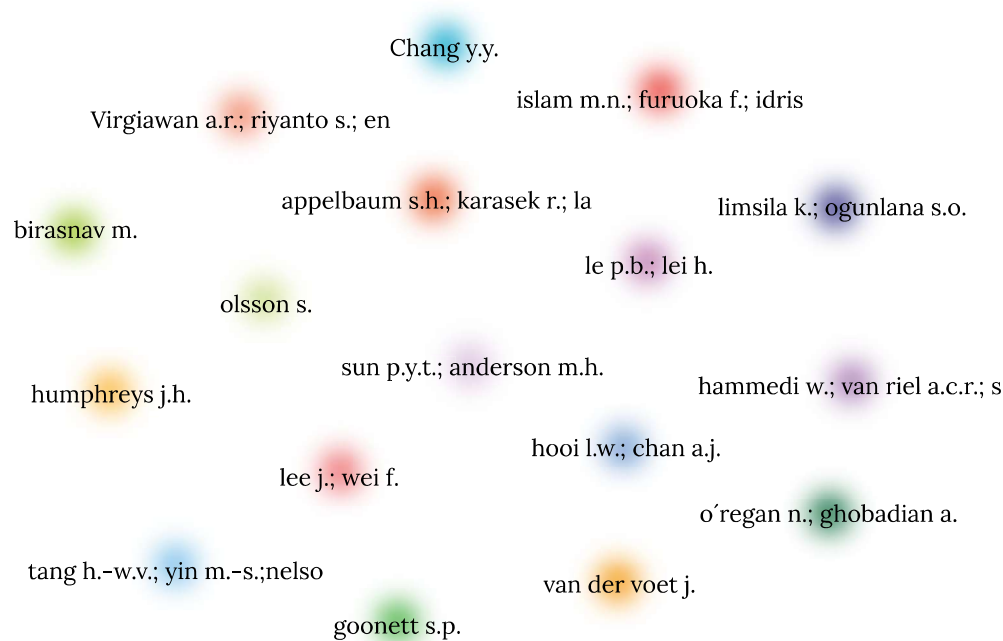 Chang y.y.
islam m.n.; furuoka f.; idris
Virgiawan a.r.; riyanto s.; en
appelbaum s.h.; karasek r.; la
limsila k.; ogunlana s.o.
birasnav m.
le p.b.; lei h.
olsson s.
sun p.y.t.; anderson m.h.
hammedi w.; van riel a.c.r.; s
humphreys j.h.
hooi l.w.; chan a.j.
lee j.; wei f.
o´regan n.; ghobadian a.
tang h.-w.v.; yin m.-s.;nelso
van der voet j.
goonett s.p.